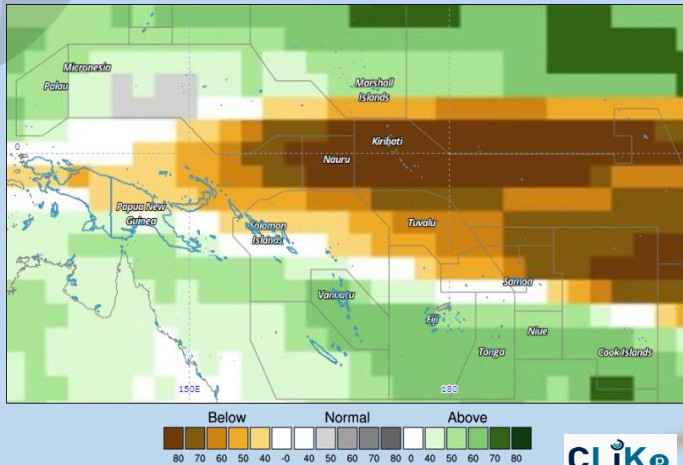 Micronesia
Palau
Marshall
Islands
0
Kiribati
Nauru
Papua New
Guinea
Solomon
Islands
Tuvalu
Samoa
Vanuatu
Fiji
Niue
Tonga
Cook Islands
150E
180
Below Normal Above
80 70 60 50 40 -0 40 50 60 70 80 0 40 50 60 70 80
CLiKP